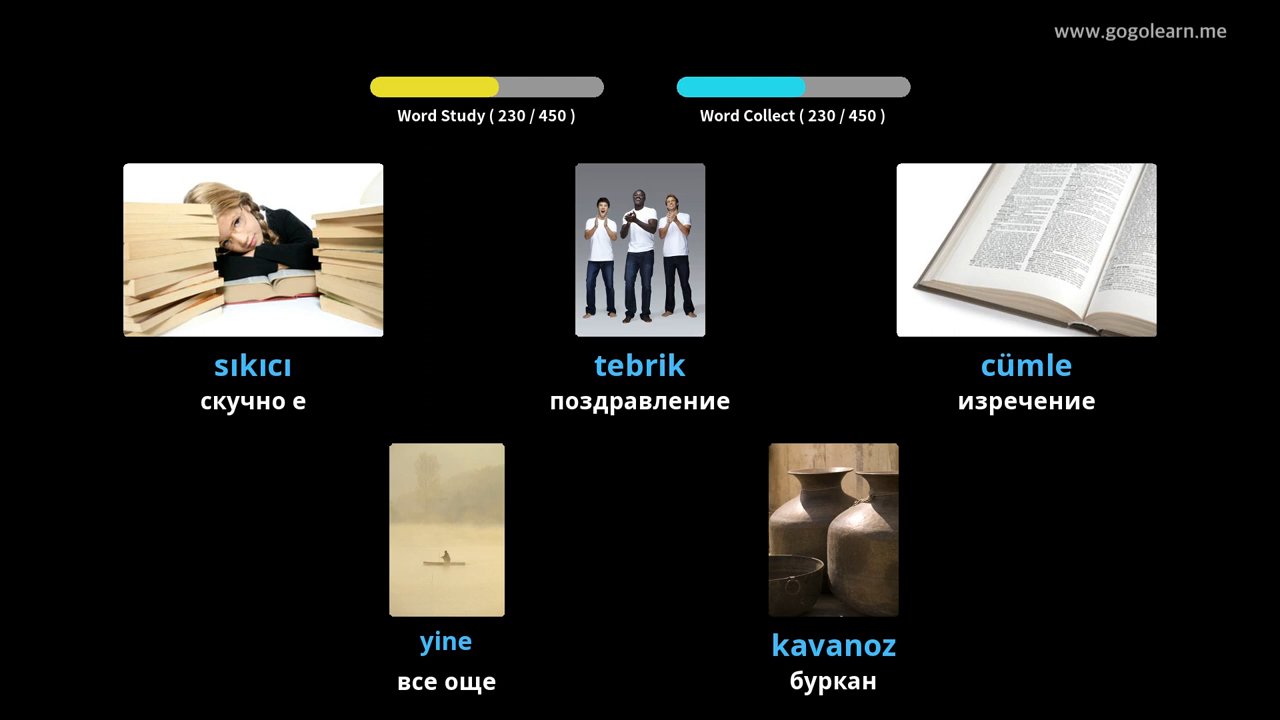 www.gogolearn.me
Word Study ( 230 / 450 )
Word Collect ( 230 / 450 )
sıkıcı
скучно е
tebrik
поздравление
cümle
изречение
yine
все още
kavanoz
буркан